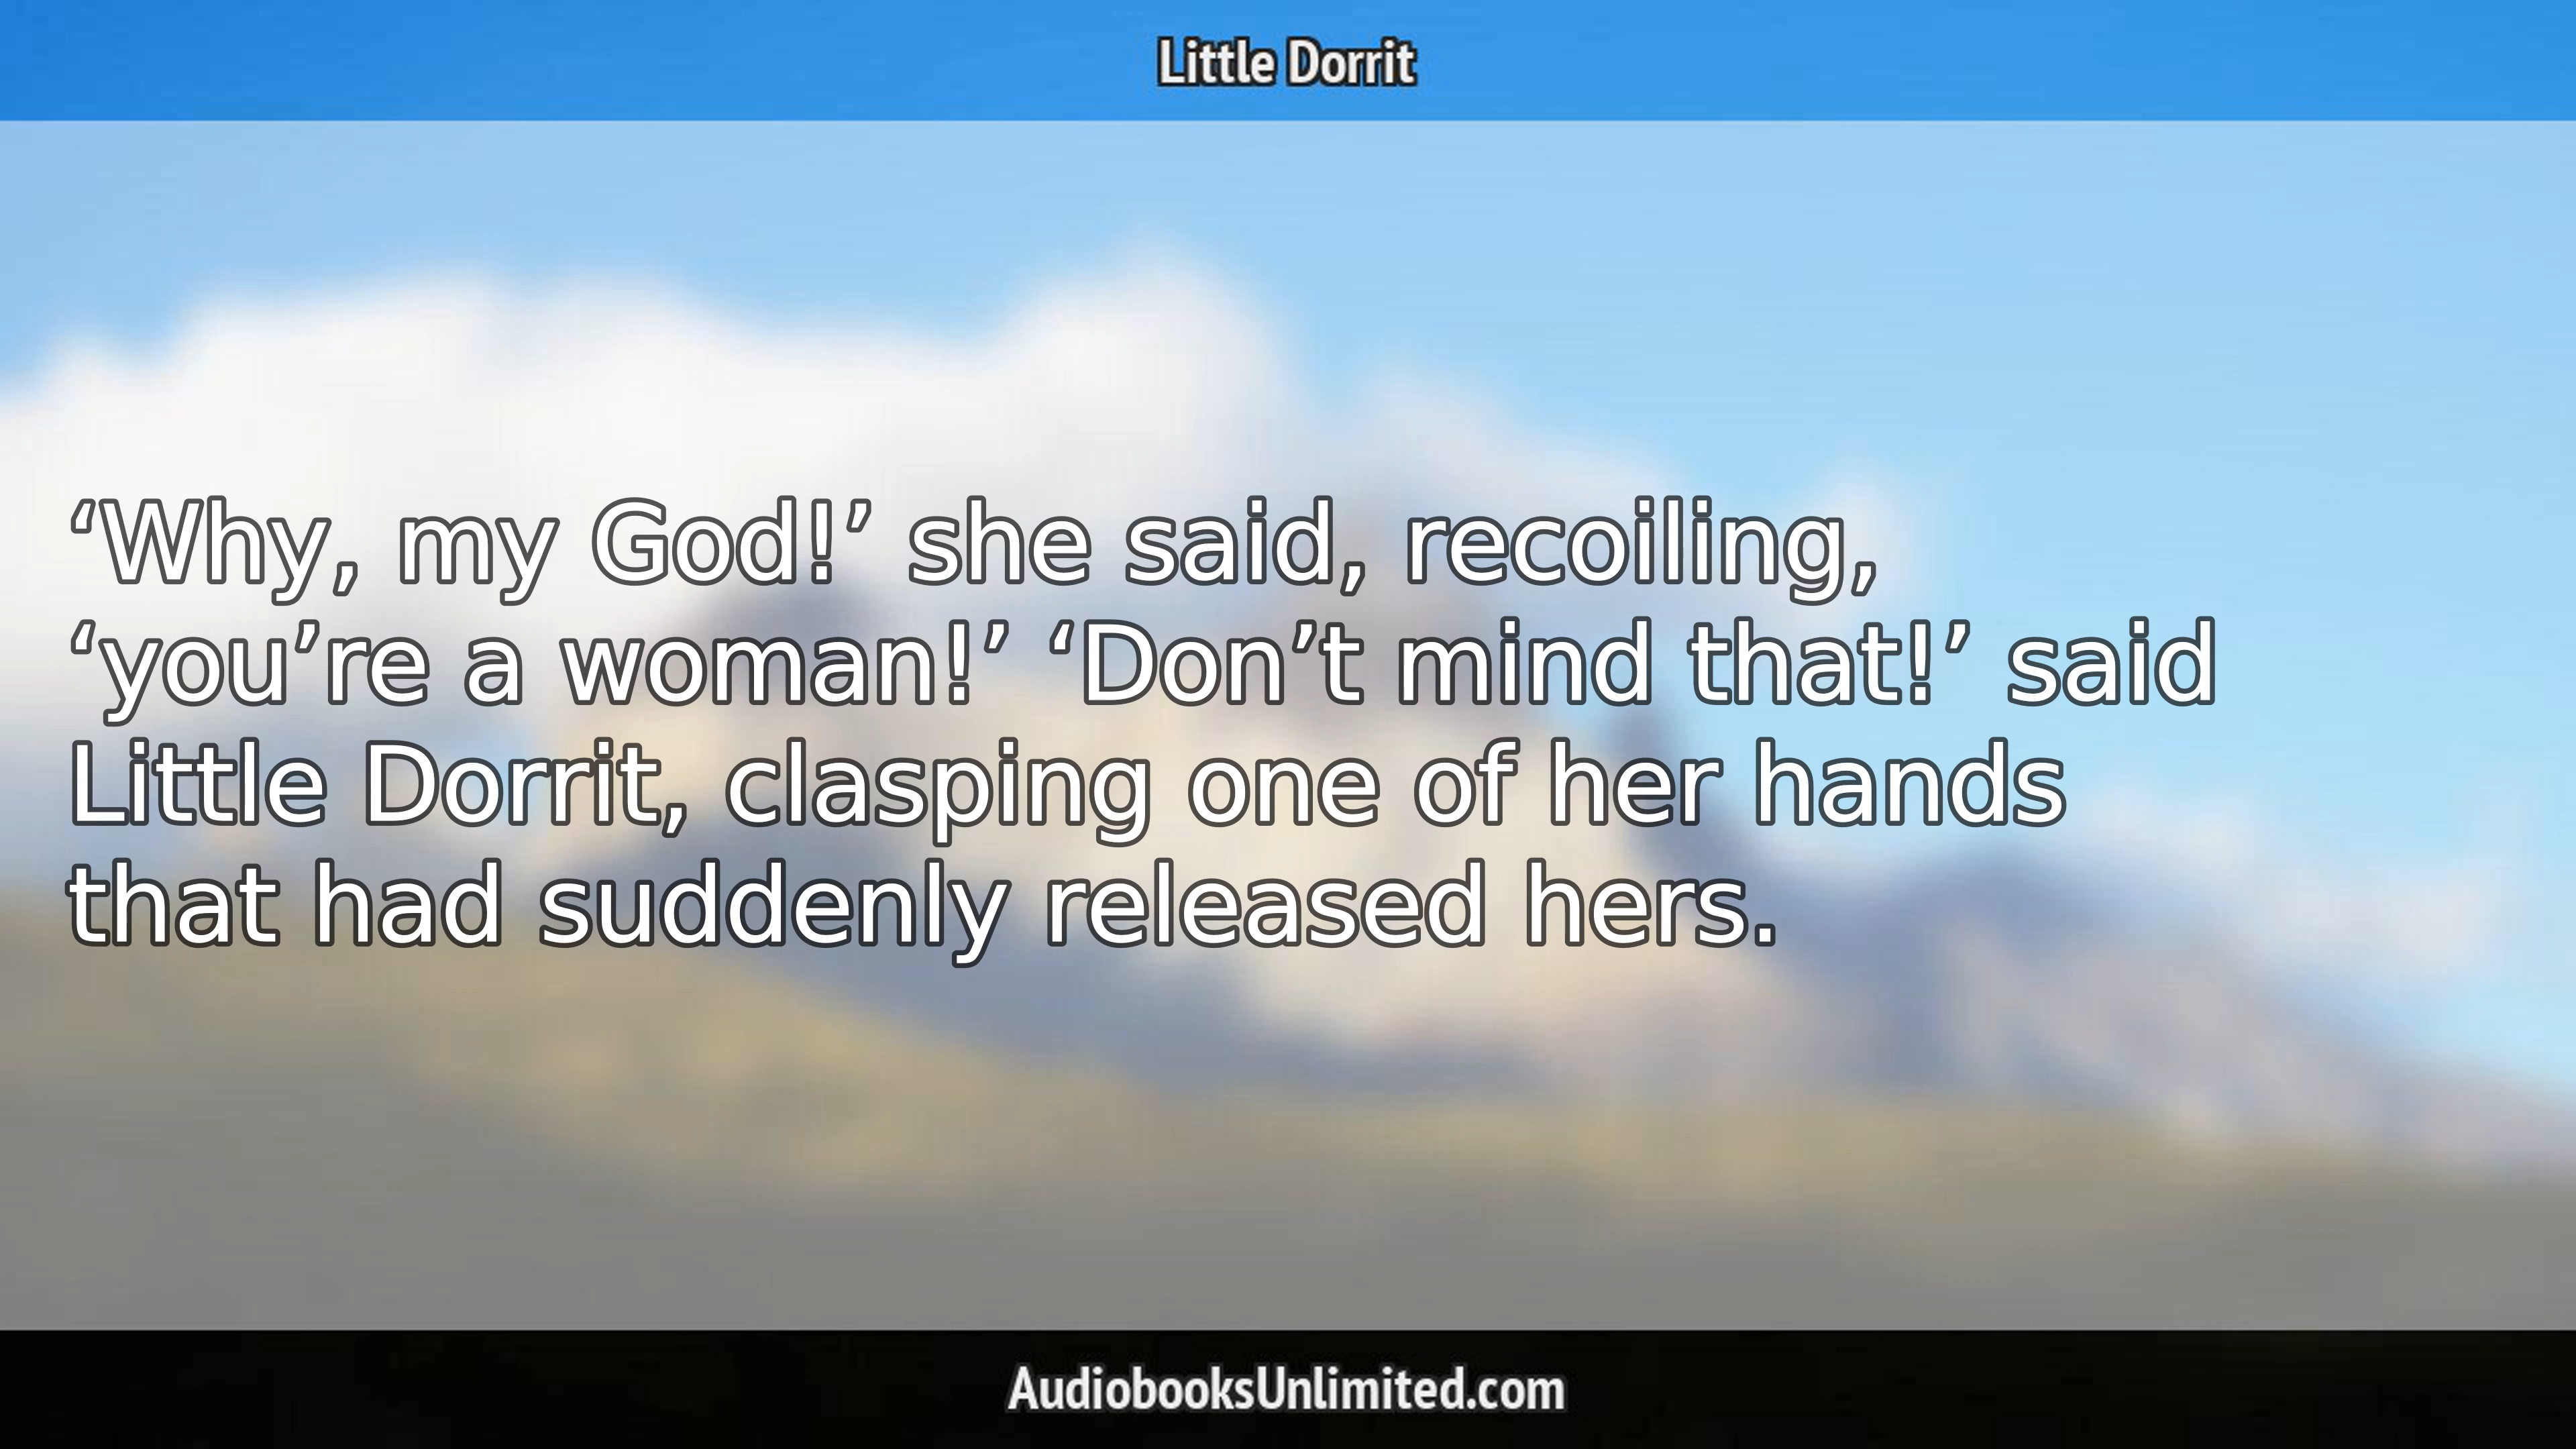 Little Dorrit
‘Why, my God!’ she said, recoiling,
‘you’re a woman!’ ‘Don’t mind that!’ said
Little Dorrit, clasping one of her hands
that had suddenly released hers.
AudiobooksUnlimited.com